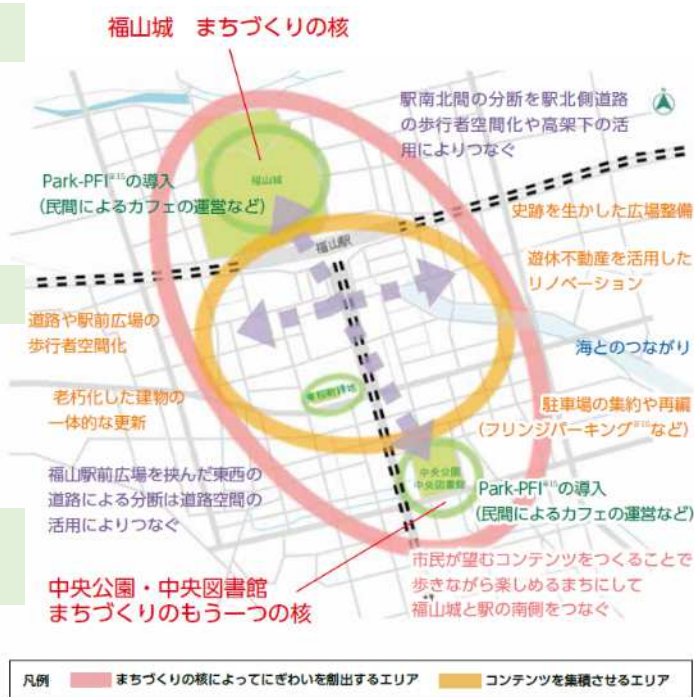 福山城　まちづくりの核
駅南北間の分断を駅北側道路
の歩行者空間化や高架下の活
用によりつなぐ
Park-PFI※15の導入
(民間によるカフェの運営など)
福山城
史跡を生かした広場整備
福山駅
遊休不動産を活用した
リノベーション
道路や駅前広場の
歩行者空間化
海とのつながり
老朽化した建物の
一体的な更新
駐車場の集約や再編
(フリンジパーキング※16など)
福山駅前広場を挟んだ東西の
道路による分断は道路空間の
活用によりつなぐ
中央公園
中央図書館
Park-PFI※15の導入
(民間によるカフェの運営など)
中央公園・中央図書館
まちづくりのもう一つの核
市民が望むコンテンツをつくることで
歩きながら楽しめるまちにして
福山城と駅の南側をつなぐ
凡例　まちづくりの核によってにぎわいを創出するエリア　コンテンツを集積させるエリア